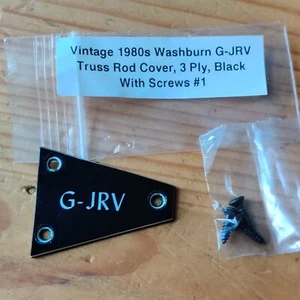 Vintage 1980s Washburn G-JRV
Truss Rod Cover, 3 Ply, Black
With Screws #1
G-JRV